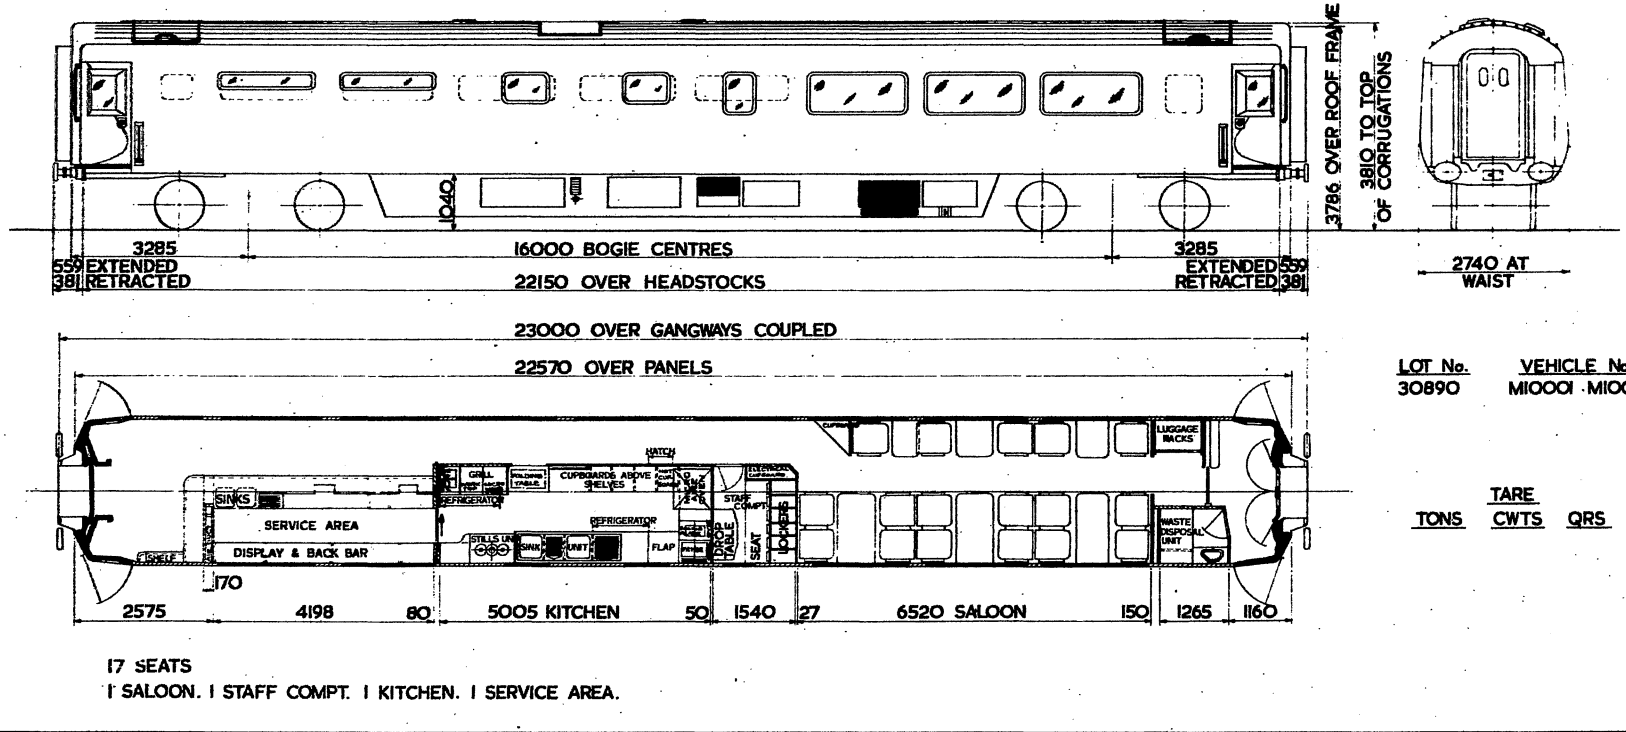 3786 OVER ROOF FRAME
3810 TO TOP
OF CORRUGATIONS
1040
3285
16000 BOGIE CENTRES
3285
559 EXTENDED
381 RETRACTED
22150 OVER HEADSTOCKS
EXTENDED 559
RETRACTED 381
2740 AT
WAIST
23000 OVER GANGWAYS COUPLED
22570 OVER PANELS
LOT No.
VEHICLE No
30890
M10001
LUGGAGE
RACKS
HATCH
GRILL
FOLDING
TABLE
CUPBOARDS ABOVE
SHELVES
SINKS
REFRIGERATOR
STAFF
COMPT.
SERVICE AREA
REFRIGERATOR
DROP
TABLE
SEAT
LOCKERS
WASTE
DISPOSAL
UNIT
DISPLAY & BACK BAR
STILLS UN
SINK
UNIT
FLAP
SHELF
170
2575
4198
80
5005 KITCHEN
50
1540
27
6520 SALOON
150
1265
1160
TARE
TONS
CWTS
QRS
17 SEATS
1 SALOON. 1 STAFF COMPT. 1 KITCHEN. 1 SERVICE AREA.